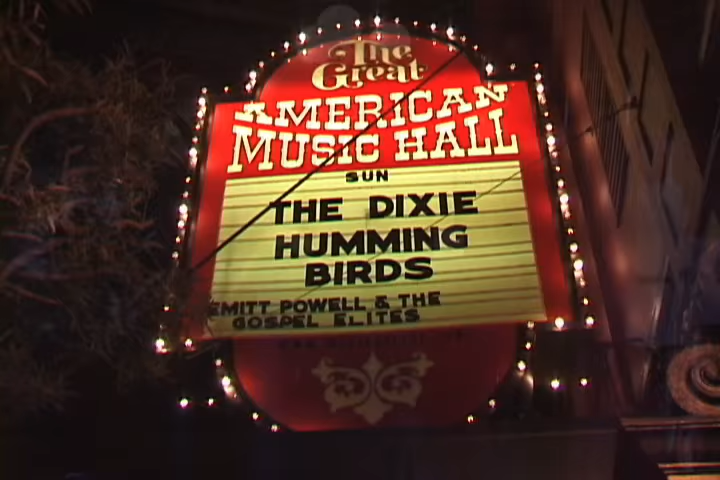 The
Great
AMERICAN
MUSIC HALL
SUN
THE DIXIE
HUMMING
BIRDS
EMITT POWELL & THE
GOSPEL ELITES